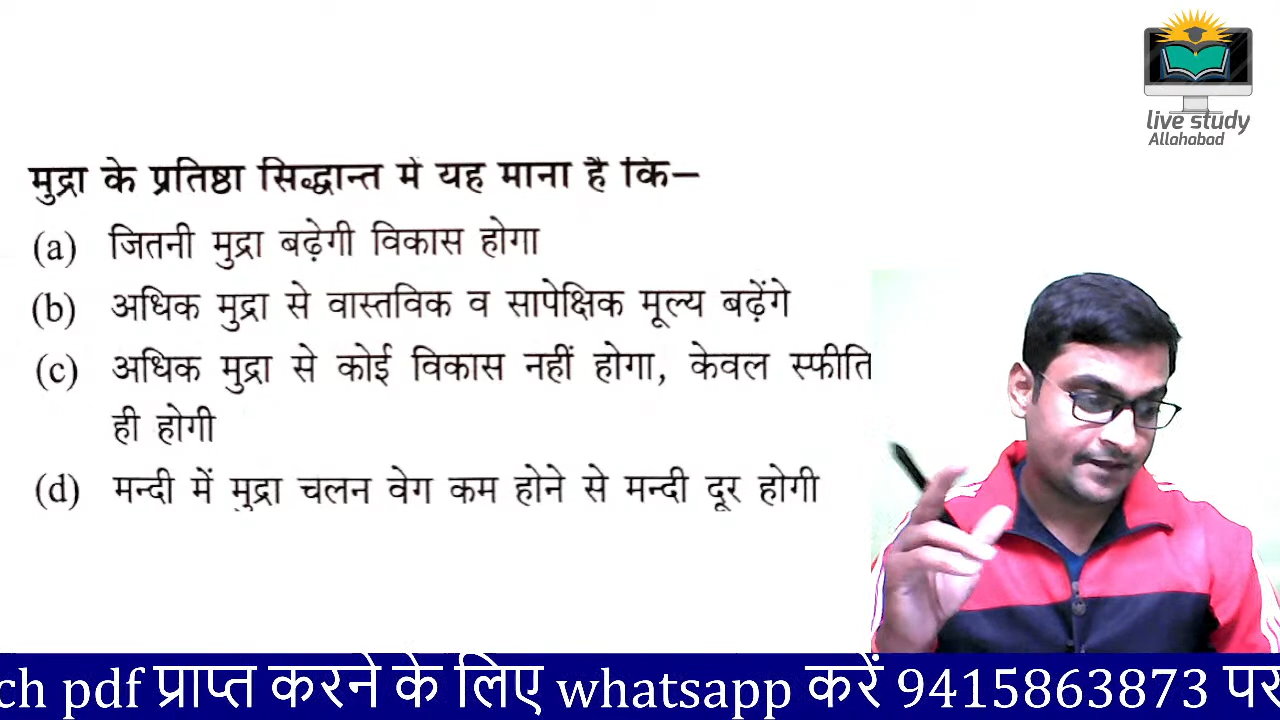 live study
Allahabad
मुद्रा के प्रतिष्ठा सिद्धान्त में यह माना है कि–
(a) जितनी मुद्रा बढ़ेगी विकास होगा
(b) अधिक मुद्रा से वास्तविक व सापेक्षिक मूल्य बढ़ेंगे
(c) अधिक मुद्रा से कोई विकास नहीं होगा, केवल स्फीति
ही होगी
(d) मन्दी में मुद्रा चलन वेग कम होने से मन्दी दूर होगी
ch pdf प्राप्त करने के लिए whatsapp करें 9415863873 पर